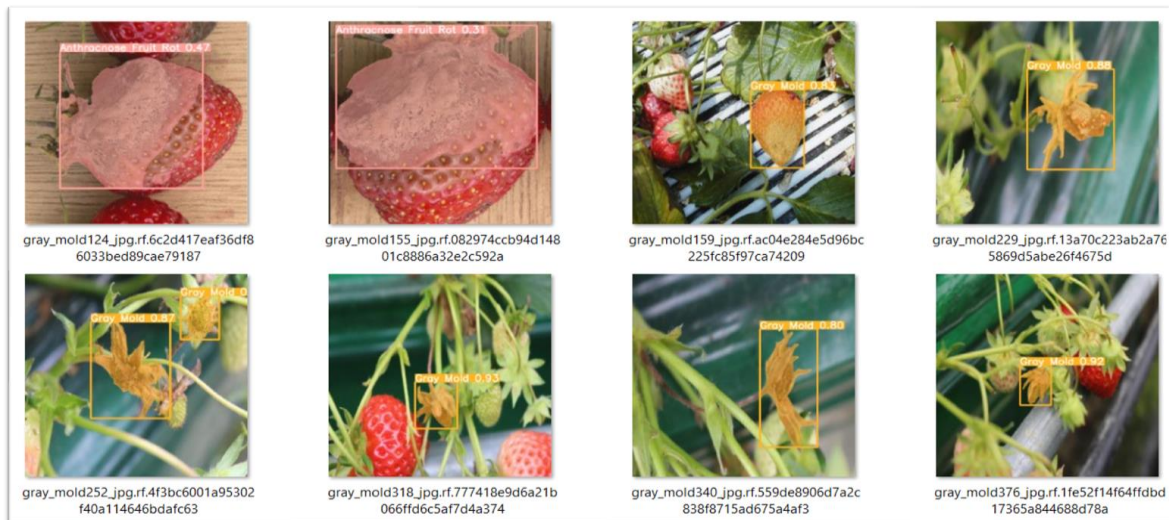 Anthracnose Fruit Rot 0.47
Anthracnose Fruit Rot 0.31
Gray Mold 0.83
Gray Mold 0.88
gray_mold124_jpg.rf.6c2d417eaf36df8
6033bed89cae79187
gray_mold155_jpg.rf.082974ccb94d148
01c8886a32e2c592a
gray_mold159_jpg.rf.ac04e284e5d96bc
225fc85f97ca74209
gray_mold229_jpg.rf.13a70c223ab2a76
5869d5abe26f4675d
Gray Mold 0.87
Gray Mold 0
Gray Mold 0.93
Gray Mold 0.80
Gray Mold 0.92
gray_mold252_jpg.rf.4f3bc6001a95302
f40a114646bdafc63
gray_mold318_jpg.rf.777418e9d6a21b
066ffd6c5af7d4a374
gray_mold340_jpg.rf.559de8906d7a2c
838f8715ad675a4af3
gray_mold376_jpg.rf.1fe52f14f64ffdbd
17365a844688d78a